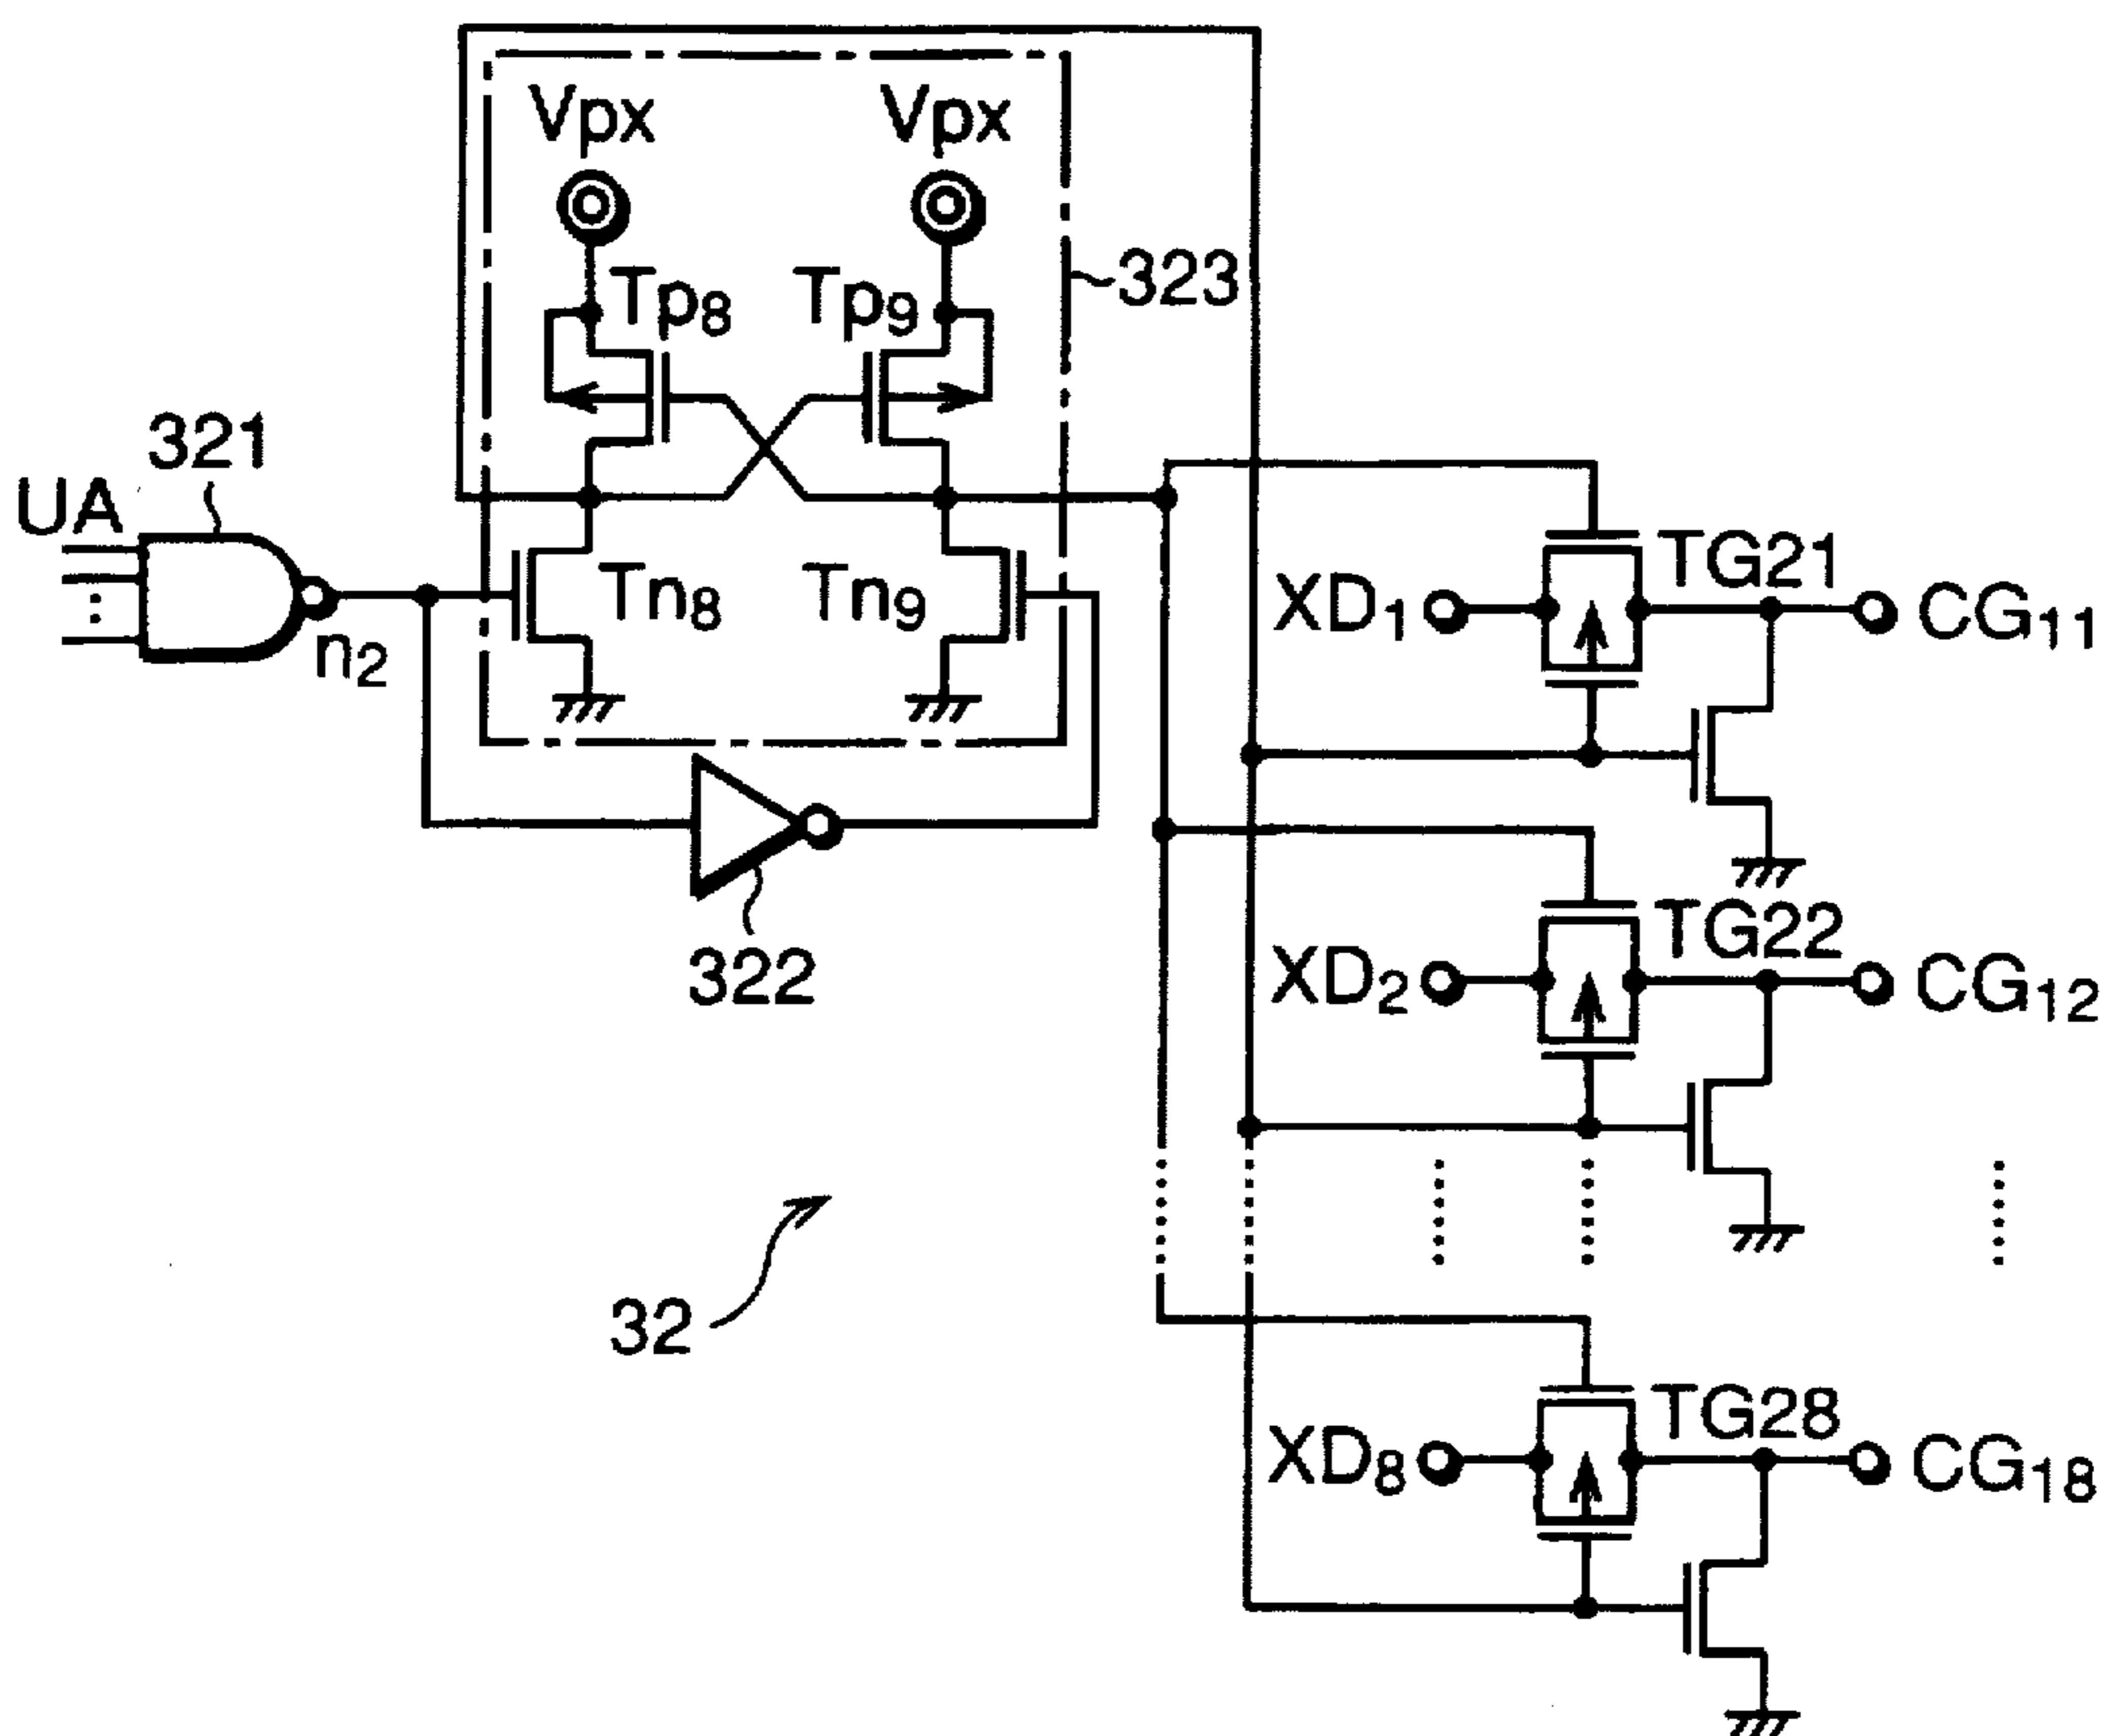 Vpx Vpx
Tp8 Tp9
323
321
UA
Tn8 Tn9
n2
322
32
TG21
XD1 CG11
TG22
XD2 CG12
TG28
XD8 CG18